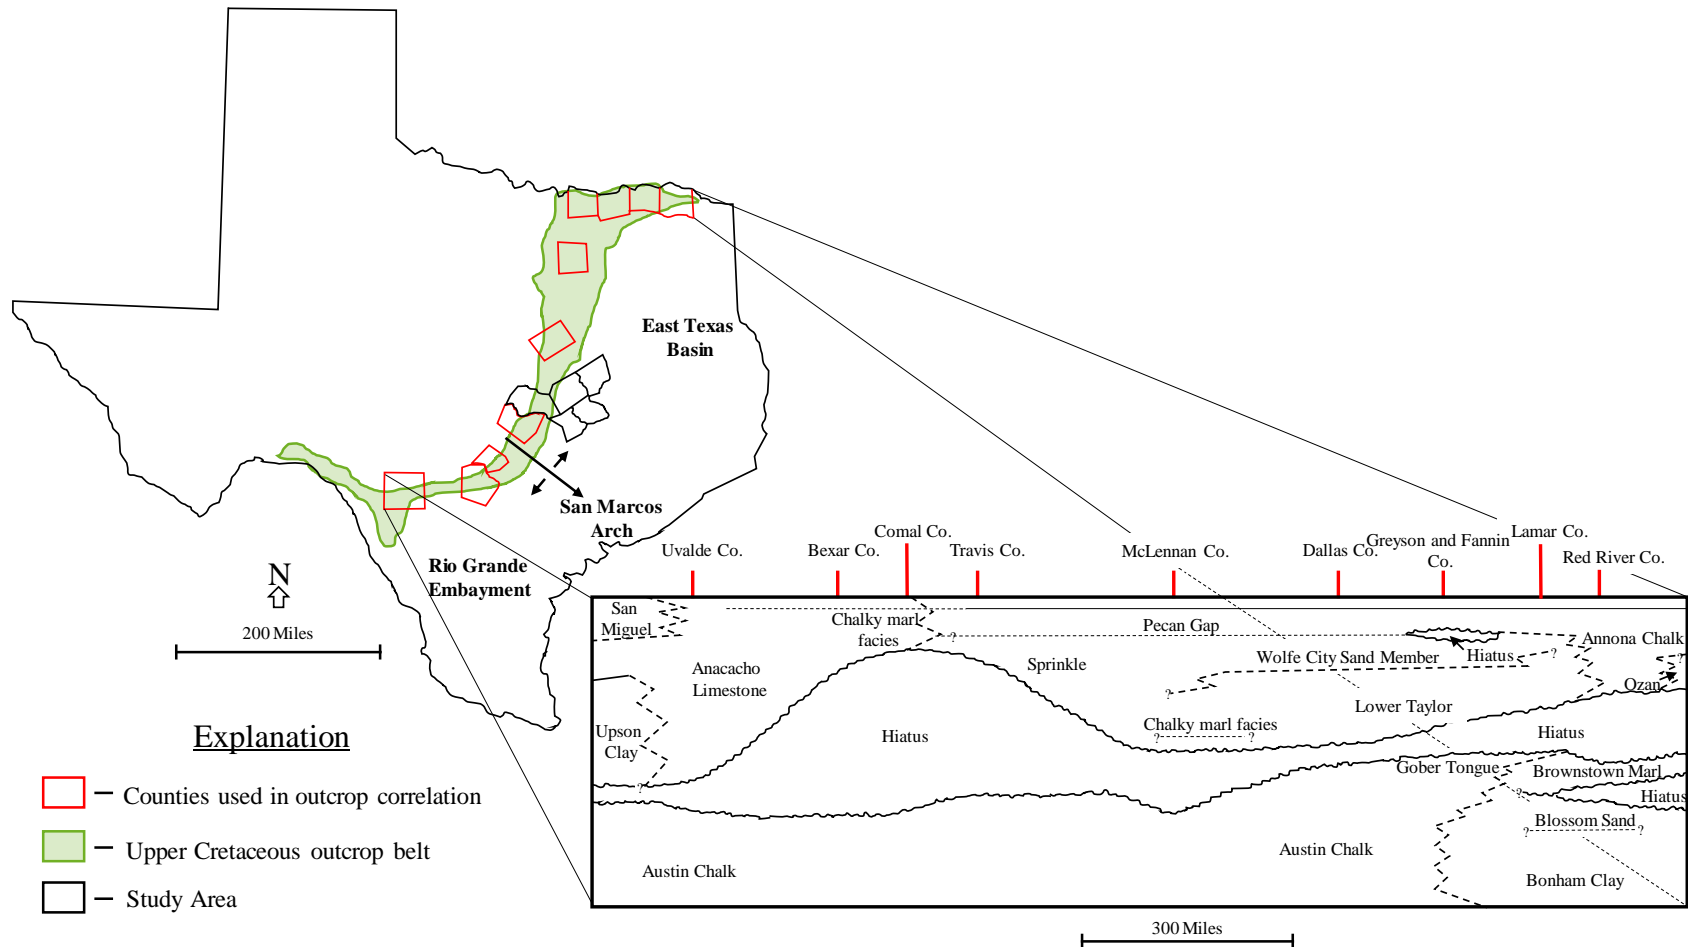 East Texas
Basin
San Marcos
Arch
Rio Grande
Embayment
N
200 Miles
Explanation
Counties used in outcrop correlation
Upper Cretaceous outcrop belt
Study Area
Uvalde Co.
Bexar Co.
Comal Co.
Travis Co.
McLennan Co.
Dallas Co.
Greyson and Fannin
Co.
Lamar Co.
Red River Co.
San
Miguel
Chalky marl
facies
?
Pecan Gap
Anacacho
Limestone
Sprinkle
Wolfe City Sand Member
?
?
Hiatus
Annona Chalk
?
Ozan
Lower Taylor
Upson
Clay
?
Hiatus
Chalky marl facies
?
?
Hiatus
Gober Tongue
Brownstown Marl
?
Hiatus
Blossom Sand
?
?
Austin Chalk
Austin Chalk
Bonham Clay
300 Miles